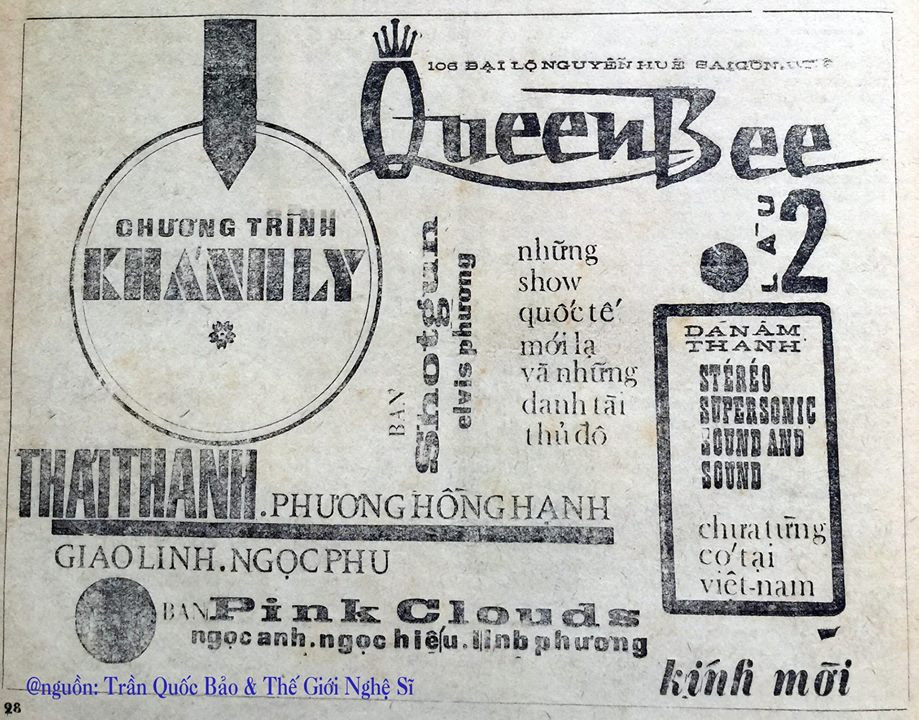 106 ĐẠI LỘ NGUYỄN HUỆ SAIGON
Queen Bee
LẦU 2
CHƯƠNG TRÌNH
KHÁNH LY
BAN Shotgun
elvis phương
những
show
quốc tế
mới lạ
và những
danh tài
thủ đô
DÁN ÂM
THANH
STÉRÉO
SUPERSONIC
SOUND AND
SOUND
chưa từng
có tại
việt-nam
THÁI THANH.PHƯƠNG HỒNG HẠNH
GIAO LINH.NGỌC PHU
BAN Pink Clouds
ngọc anh.ngọc hiệu.linh phương
kính mời
@nguồn: Trần Quốc Bảo & Thế Giới Nghệ Sĩ
28